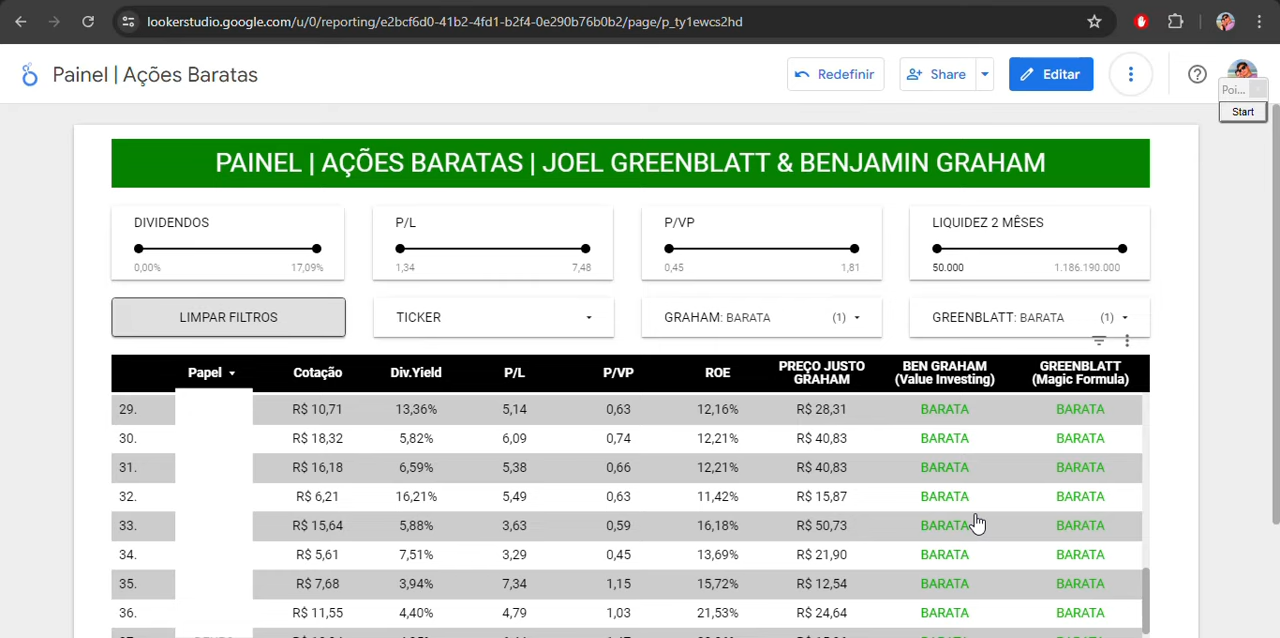 lookerstudio.google.com/u/0/reporting/e2bcf6d0-41b2-4fd1-b2f4-0e290b76b0b2/page/p_ty1ewcs2hd
Painel | Ações Baratas
Redefinir
Share
Editar
Poi...
Start
PAINEL | AÇÕES BARATAS | JOEL GREENBLATT & BENJAMIN GRAHAM
DIVIDENDOS P/L P/VP LIQUIDEZ 2 MÊSES
0,00% 17,09% 1,34 7,48 0,45 1,81 50.000 1.186.190.000
LIMPAR FILTROS TICKER GRAHAM: BARATA (1) GREENBLATT: BARATA (1)
Papel Cotação Div.Yield P/L P/VP ROE PREÇO JUSTO GRAHAM BEN GRAHAM (Value Investing) GREENBLATT (Magic Formula)
29. R$ 10,71 13,36% 5,14 0,63 12,16% R$ 28,31 BARATA BARATA
30. R$ 18,32 5,82% 6,09 0,74 12,21% R$ 40,83 BARATA BARATA
31. R$ 16,18 6,59% 5,38 0,66 12,21% R$ 40,83 BARATA BARATA
32. R$ 6,21 16,21% 5,49 0,63 11,42% R$ 15,87 BARATA BARATA
33. R$ 15,64 5,88% 3,63 0,59 16,18% R$ 50,73 BARATA BARATA
34. R$ 5,61 7,51% 3,29 0,45 13,69% R$ 21,90 BARATA BARATA
35. R$ 7,68 3,94% 7,34 1,15 15,72% R$ 12,54 BARATA BARATA
36. R$ 11,55 4,40% 4,79 1,03 21,53% R$ 24,64 BARATA BARATA